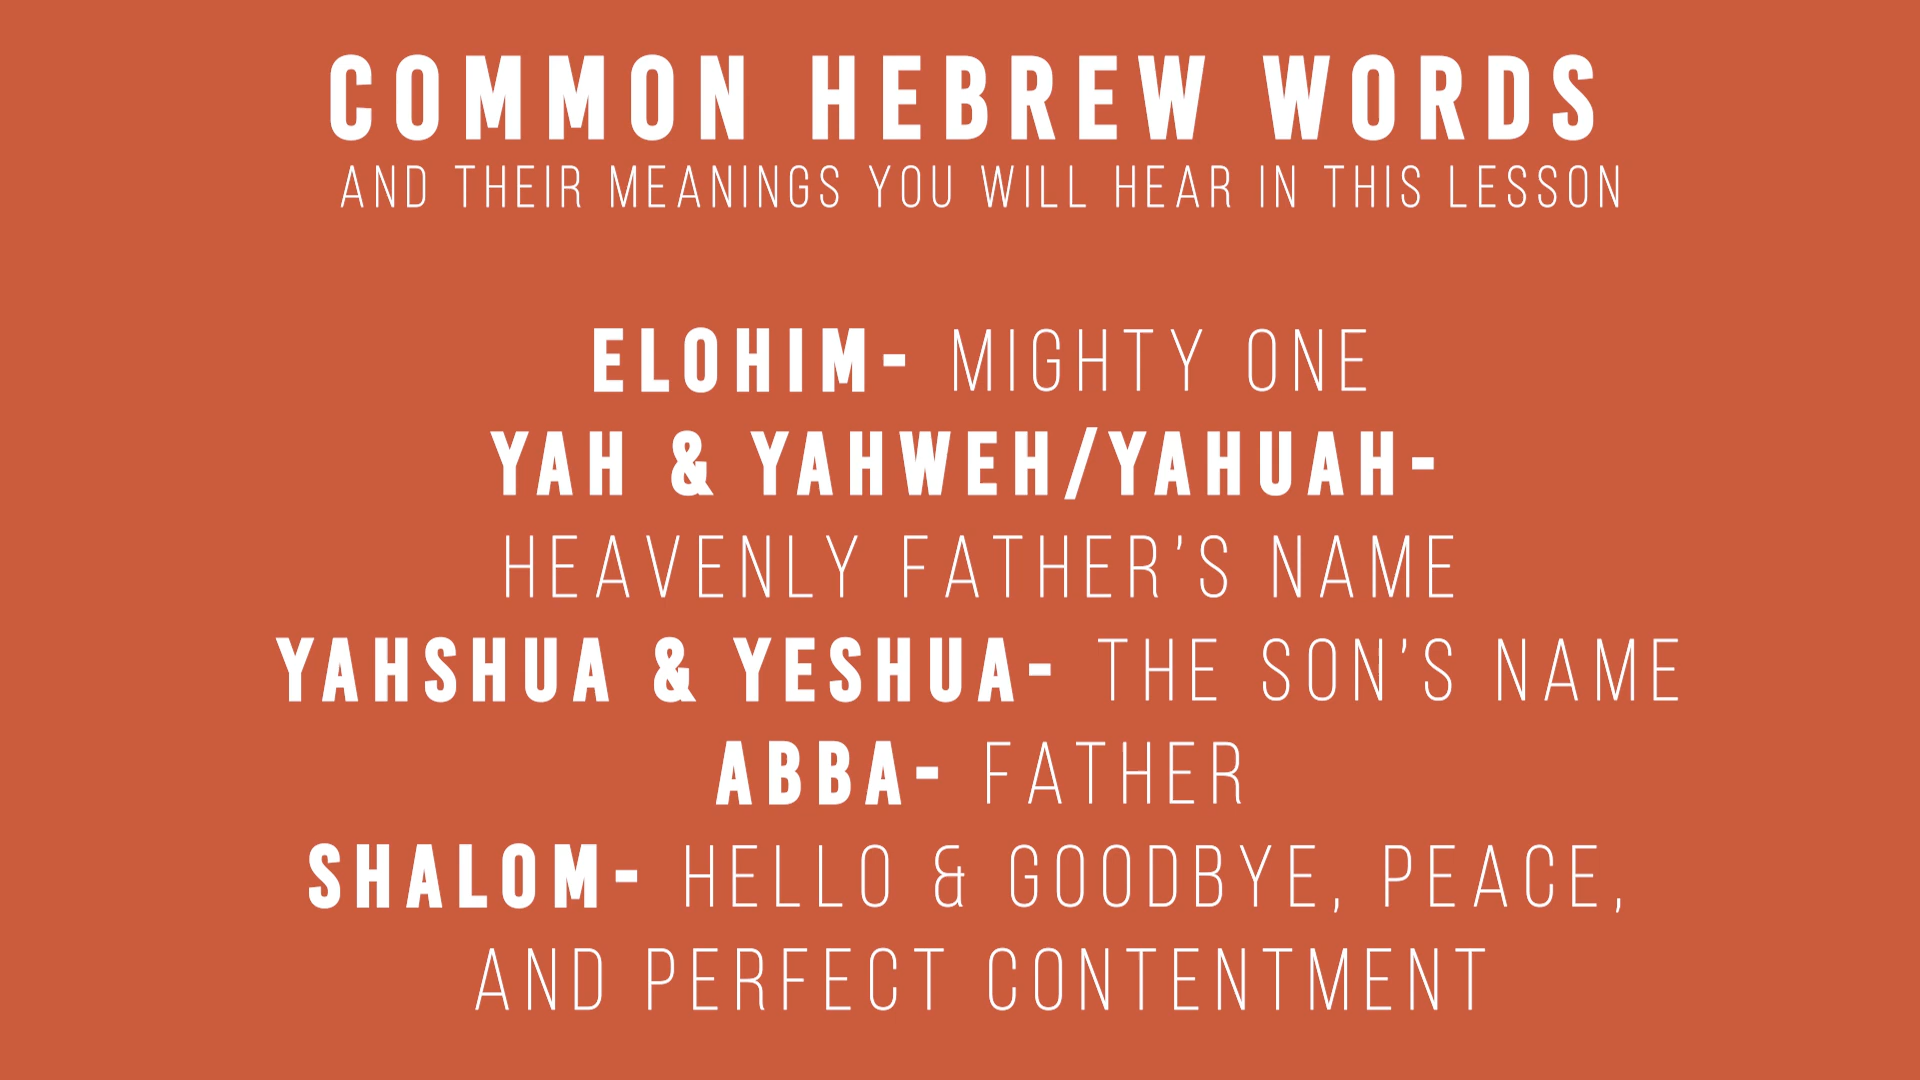 COMMON HEBREW WORDS
AND THEIR MEANINGS YOU WILL HEAR IN THIS LESSON
ELOHIM- MIGHTY ONE
YAH & YAHWEH/YAHUAH-
HEAVENLY FATHER'S NAME
YAHSHUA & YESHUA- THE SON'S NAME
ABBA- FATHER
SHALOM- HELLO & GOODBYE, PEACE,
AND PERFECT CONTENTMENT